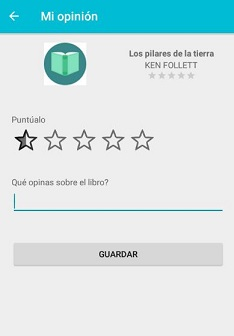 Mi opinión
Los pilares de la tierra
KEN FOLLETT
Puntúalo
Qué opinas sobre el libro?
GUARDAR